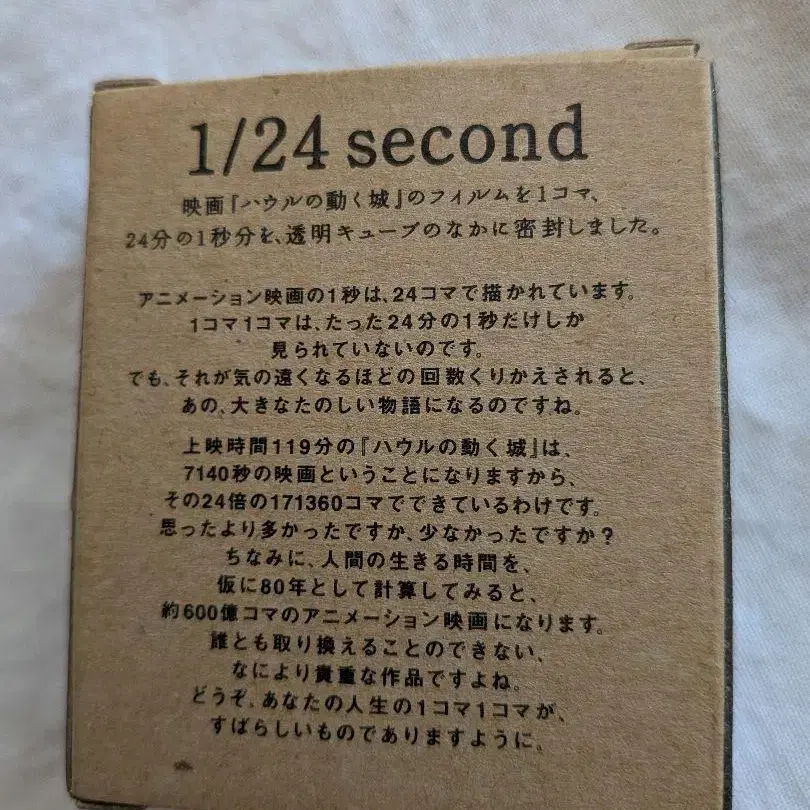 1/24 second
映画『ハウルの動く城』のフィルムを1コマ、
24分の1秒分を、透明キューブのなかに密封しました。
アニメーション映画の1秒は、24コマで描かれています。
1コマ1コマは、たった24分の1秒だけしか
見られていないのです。
でも、それが気の遠くなるほどの回数くりかえされると、
あの、大きなたのしい物語になるのですね。
上映時間119分の『ハウルの動く城』は、
7140秒の映画ということになりますから、
その24倍の171360コマでできているわけです。
思ったより多かったですか、少なかったですか？
ちなみに、人間の生きる時間を、
仮に80年として計算してみると、
約600億コマのアニメーション映画になります。
誰とも取り換えることのできない、
なにより貴重な作品ですよね。
どうぞ、あなたの人生の1コマ1コマが、
すばらしいものでありますように。